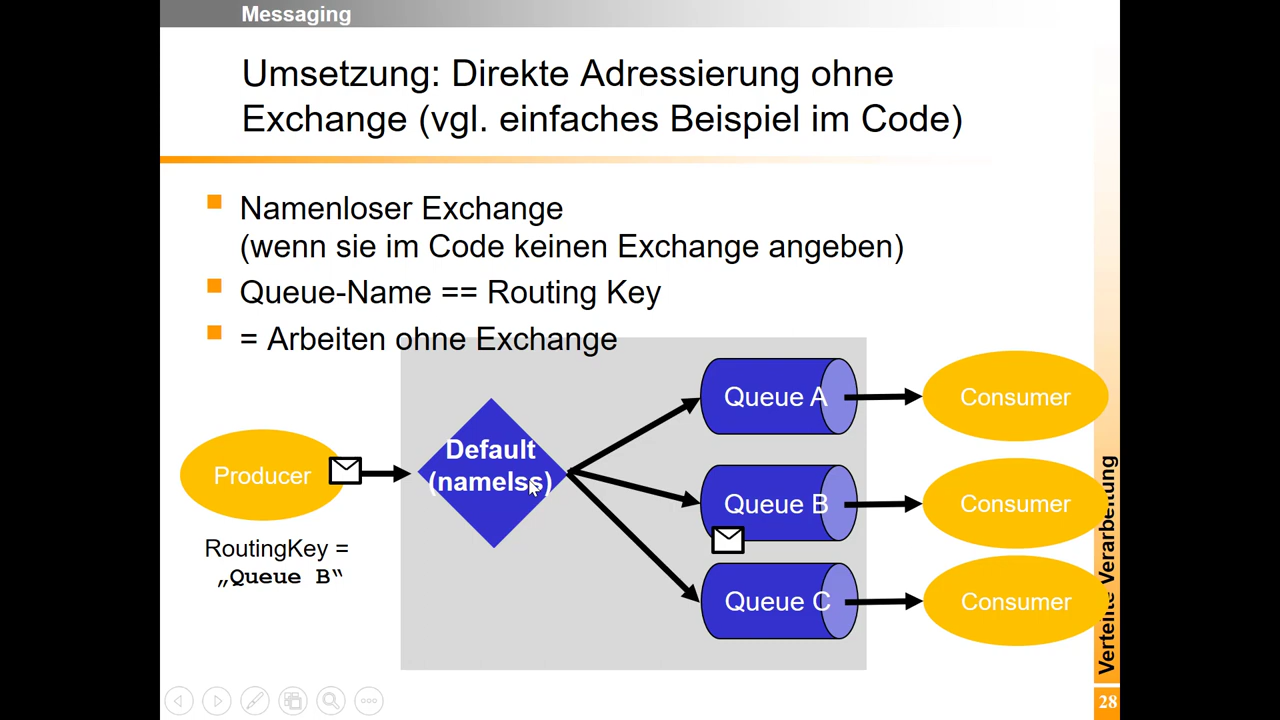 Messaging
Umsetzung: Direkte Adressierung ohne
Exchange (vgl. einfaches Beispiel im Code)
Namenloser Exchange
(wenn sie im Code keinen Exchange angeben)
Queue-Name == Routing Key
= Arbeiten ohne Exchange
Producer
RoutingKey =
„Queue B“
Default
(namelss)
Queue A
Queue B
Queue C
Consumer
Consumer
Consumer
Verteilte Verarbeitung
28